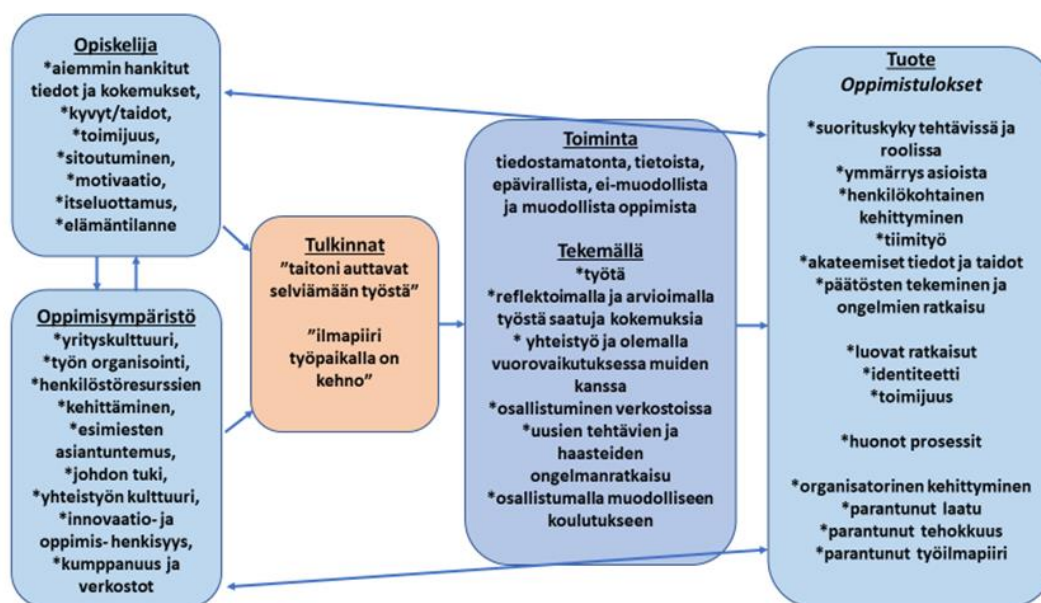 Opiskelija
*aiemmin hankitut
tiedot ja kokemukset,
*kyvyt/taidot,
*toimijuus,
*sitoutuminen,
*motivaatio,
*itseluottamus,
*elämäntilanne
Oppimisympäristö
*yrityskulttuuri,
*työn organisointi,
*henkilöstöresurssien
*kehittäminen,
*esimiesten
asiantuntemus,
*johdon tuki,
*yhteistyön kulttuuri,
*innovaatio- ja
oppimis- henkisyys,
*kumppanuus ja
verkostot
Tulkinnat
”taitoni auttavat
selviämään työstä”
”ilmapiiri
työpaikalla on
kehno”
Toiminta
tiedostamatonta, tietoista,
epävirallista, ei-muodollista
ja muodollista oppimista
Tekemällä
*työtä
*reflektoimalla ja arvioimalla
työstä saatuja kokemuksia
* yhteistyö ja olemalla
vuorovaikutuksessa muiden
kanssa
*osallistuminen verkostoissa
*uusien tehtävien ja
haasteiden
ongelmanratkaisu
*osallistumalla muodolliseen
koulutukseen
Tuote
Oppimistulokset
*suorituskyky tehtävissä ja
roolissa
*ymmärrys asioista
*henkilökohtainen
kehittyminen
*tiimityö
*akateemiset tiedot ja taidot
*päätösten tekeminen ja
ongelmien ratkaisu
*luovat ratkaisut
*identiteetti
*toimijuus
*huonot prosessit
*organisatorinen kehittyminen
*parantunut laatu
*parantunut tehokkuus
*parantunut työilmapiiri